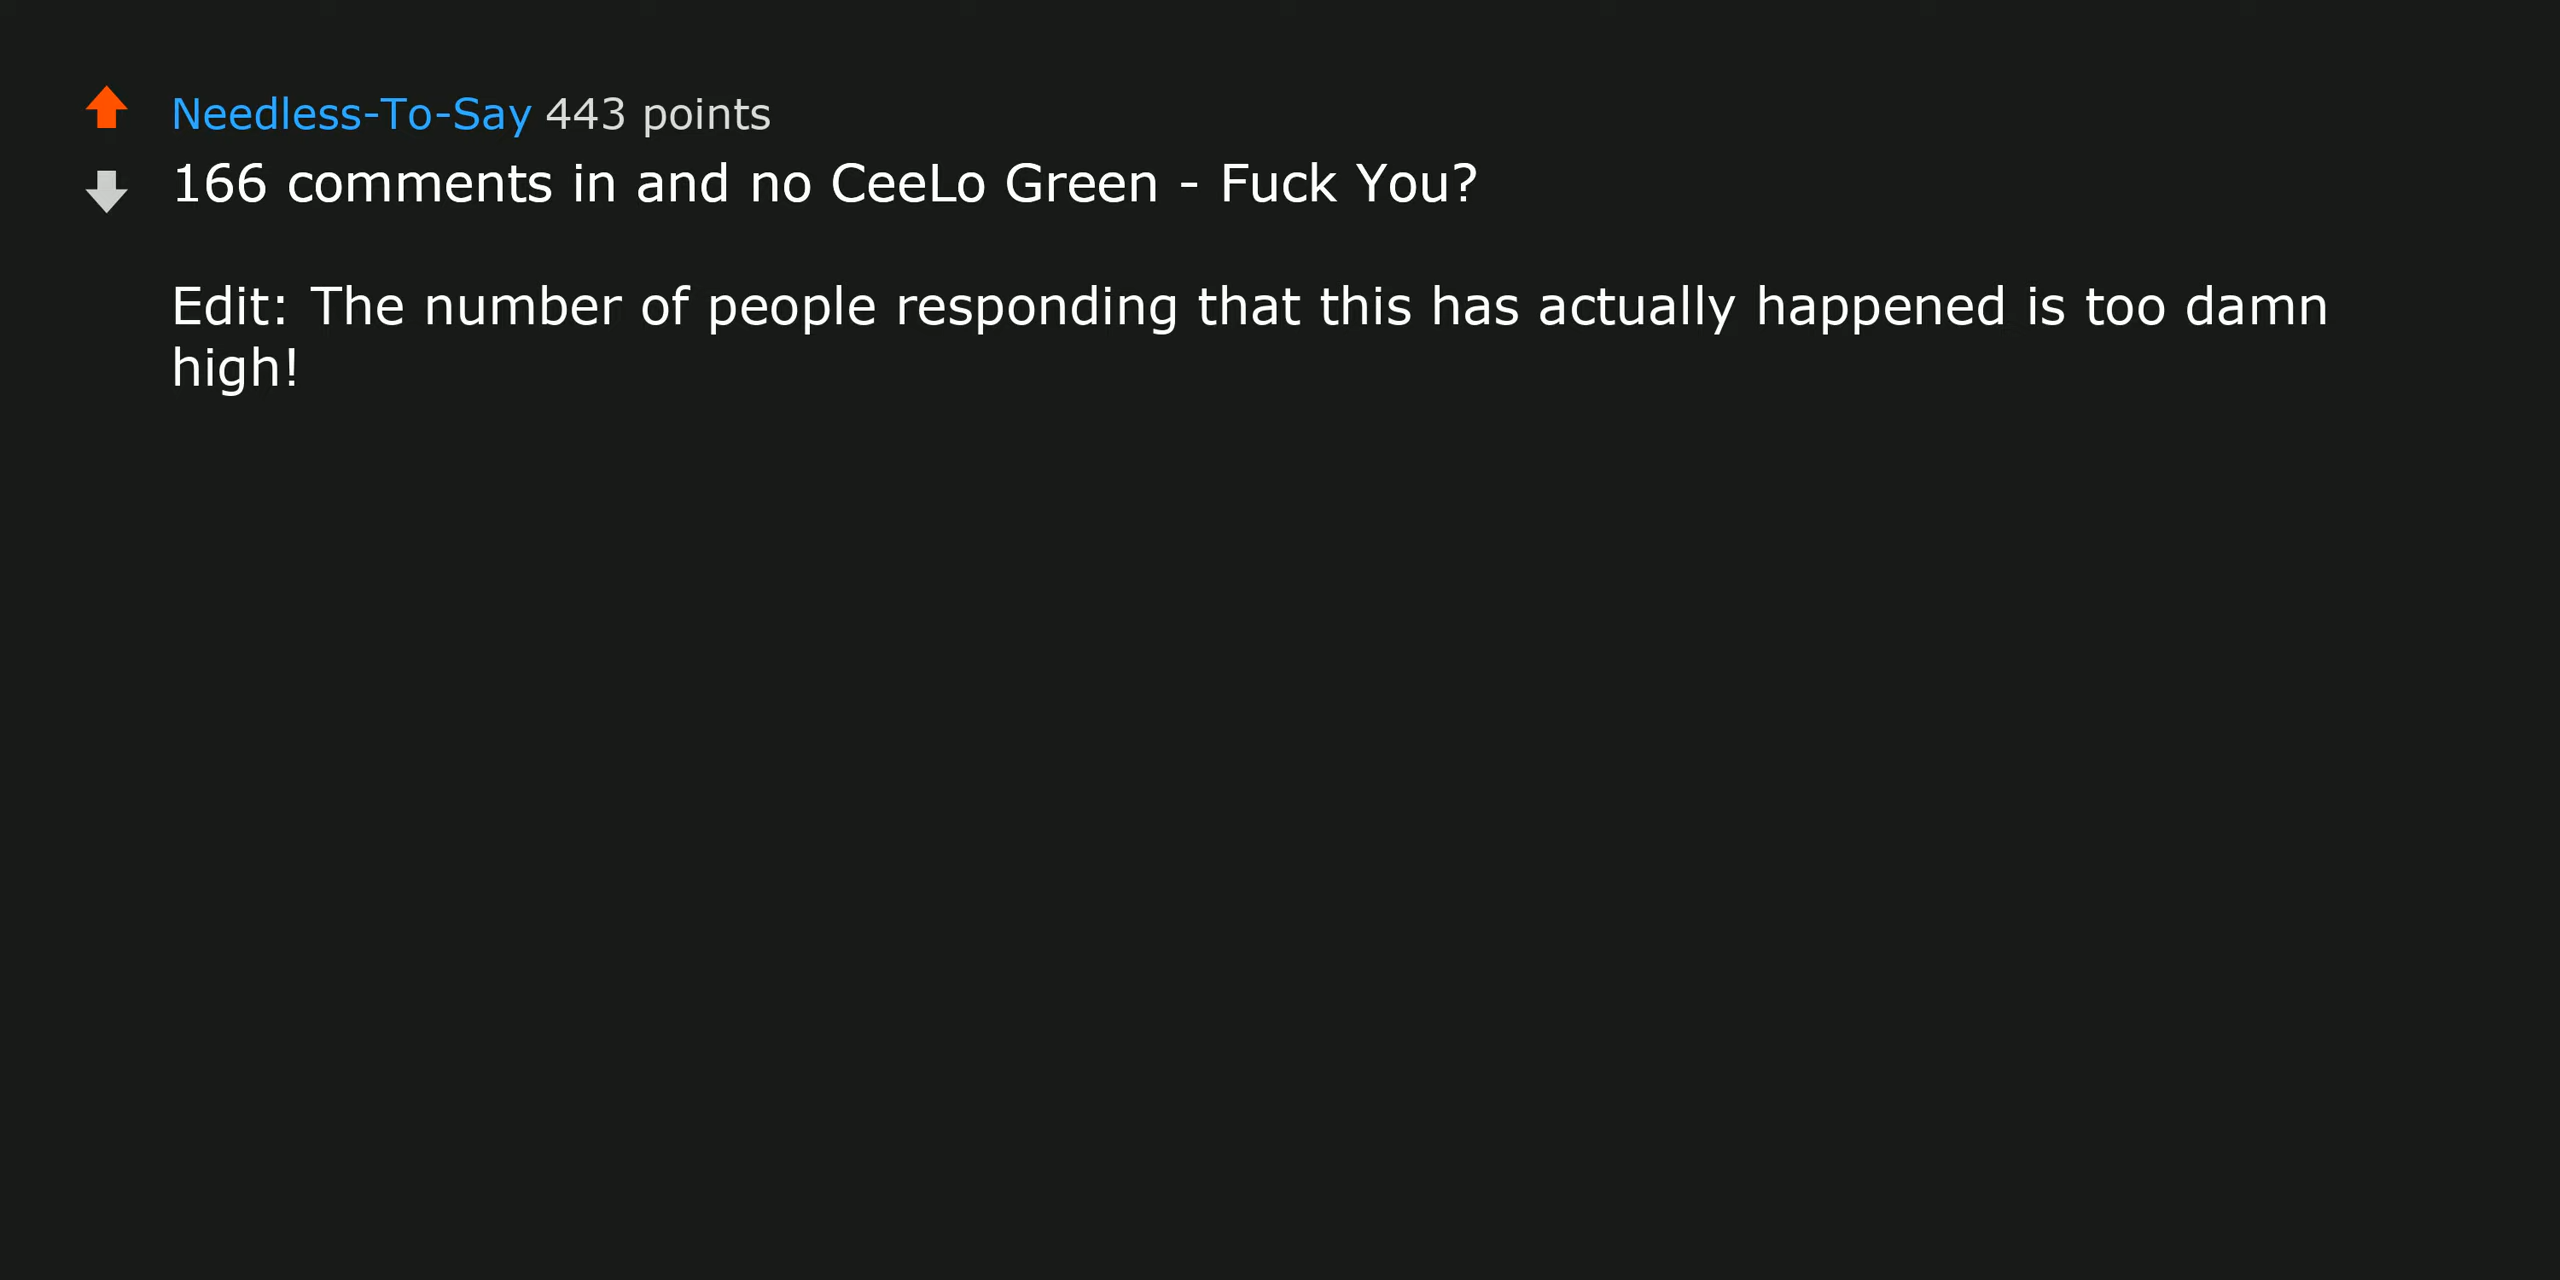 Needless-To-Say 443 points
166 comments in and no CeeLo Green - Fuck You?
Edit: The number of people responding that this has actually happened is too damn
high!